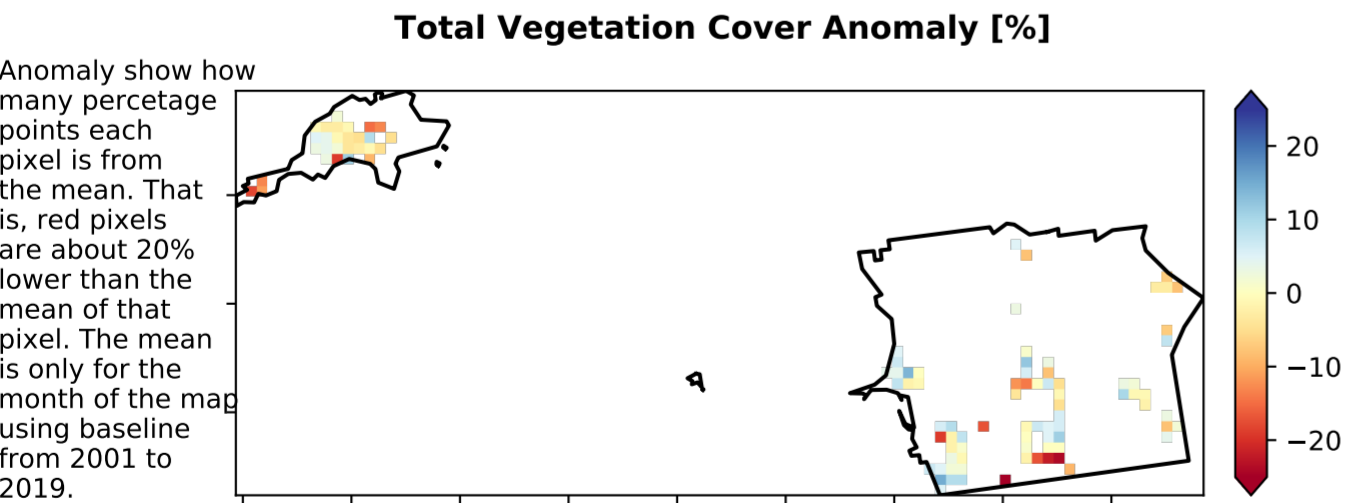 Total Vegetation Cover Anomaly [%]
Anomaly show how
many percetage
points each
pixel is from
the mean. That
is, red pixels
are about 20%
lower than the
mean of that
pixel. The mean
is only for the
month of the map
using baseline
from 2001 to
2019.
20
10
0
−10
−20